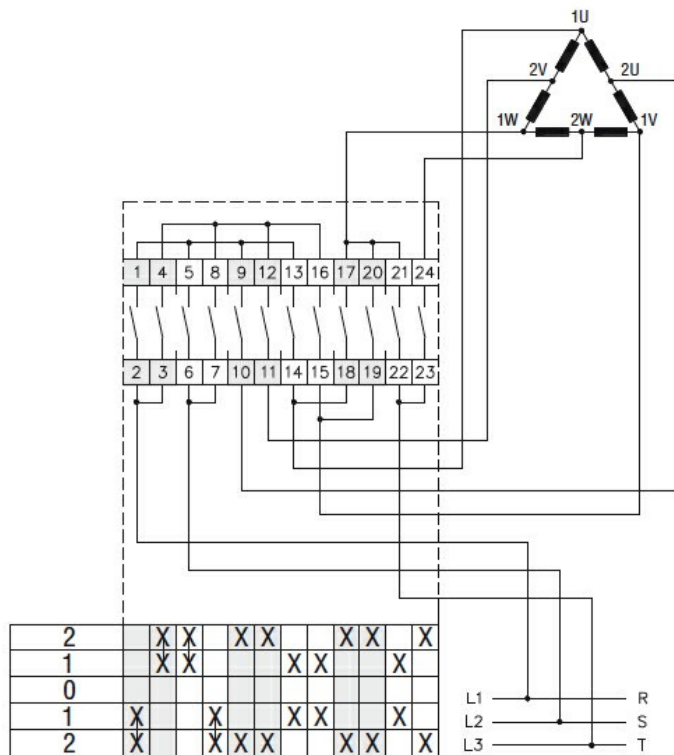 1U
2V 2U
1W 2W 1V
1 4 5 8 9 12 13 16 17 20 21 24
2 3 6 7 10 11 14 15 18 19 22 23
2 X X X X X X X
1 X X X X X
0
1 X X X X X
2 X X X X X X X
L1 R
L2 S
L3 T